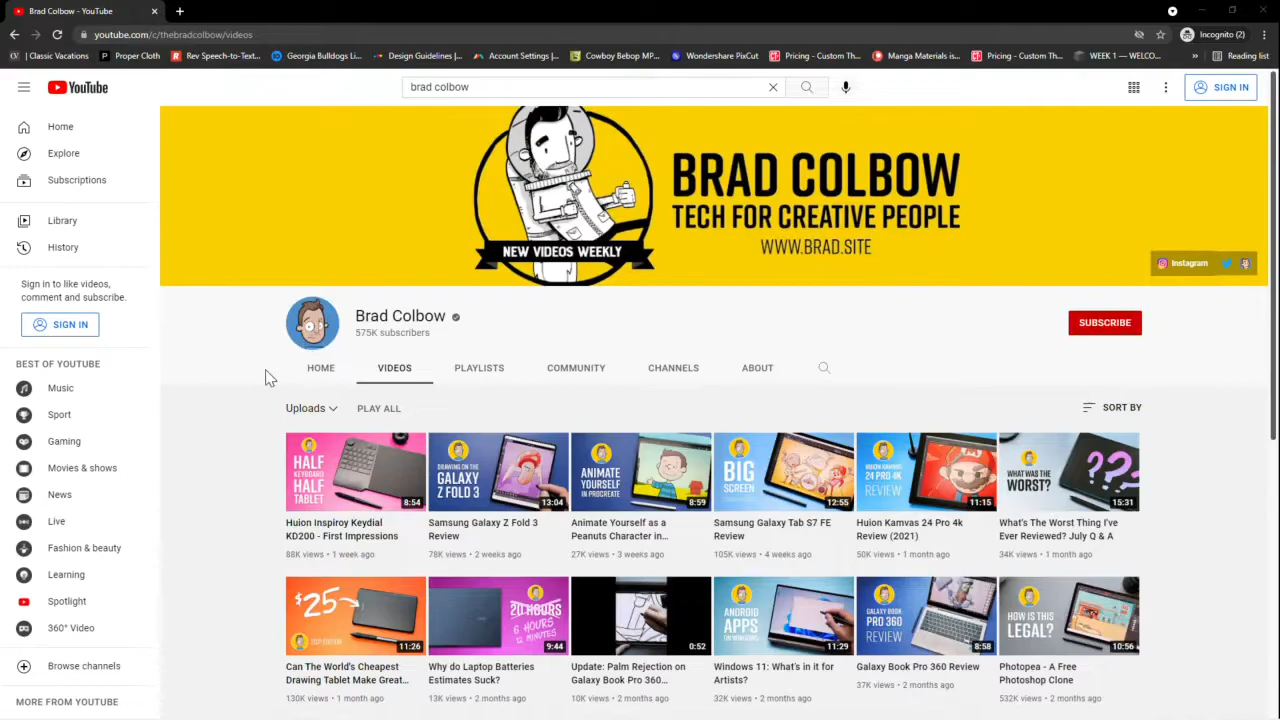 Brad Colbow - YouTube
youtube.com/c/thebradcolbow/videos
Incognito (2)
| Classic Vacations
Proper Cloth
Rev Speech-to-Text...
Georgia Bulldogs Li...
Design Guidelines |...
Account Settings |...
Cowboy Bebop MP...
Wondershare PixCut
Pricing - Custom Th...
Manga Materials is...
Pricing - Custom Th...
WEEK 1 — WELCO...
»
Reading list
YouTube
brad colbow
SIGN IN
Home
Explore
Subscriptions
Library
History
Sign in to like videos,
comment and subscribe.
SIGN IN
BEST OF YOUTUBE
Music
Sport
Gaming
Movies & shows
News
Live
Fashion & beauty
Learning
Spotlight
360° Video
Browse channels
MORE FROM YOUTUBE
NEW VIDEOS WEEKLY
BRAD COLBOW
TECH FOR CREATIVE PEOPLE
WWW.BRAD.SITE
Instagram
Brad Colbow
575K subscribers
SUBSCRIBE
HOME
VIDEOS
PLAYLISTS
COMMUNITY
CHANNELS
ABOUT
Uploads
PLAY ALL
SORT BY
HALF
KEYBOARD
HALF
TABLET
8:54
Huion Inspiroy Keydial
KD200 - First Impressions
88K views • 1 week ago
DRAWING ON THE
GALAXY
Z FOLD 3
13:04
Samsung Galaxy Z Fold 3
Review
78K views • 2 weeks ago
ANIMATE
YOURSELF
IN PROCREATE
8:59
Animate Yourself as a
Peanuts Character in...
27K views • 3 weeks ago
BIG
SCREEN
12:55
Samsung Galaxy Tab S7 FE
Review
105K views • 4 weeks ago
HUION KAMVAS
24 PRO 4K
REVIEW
11:15
Huion Kamvas 24 Pro 4k
Review (2021)
50K views • 1 month ago
WHAT WAS THE
WORST?
???
15:31
What's The Worst Thing I've
Ever Reviewed? July Q & A
34K views • 1 month ago
$25
11:26
Can The World's Cheapest
Drawing Tablet Make Great...
130K views • 1 month ago
20 HOURS
6 HOURS
12 MINUTES
9:44
Why do Laptop Batteries
Estimates Suck?
13K views • 2 months ago
0:52
Update: Palm Rejection on
Galaxy Book Pro 360...
10K views • 2 months ago
ANDROID
APPS
ON WINDOWS
11:29
Windows 11: What's in it for
Artists?
32K views • 2 months ago
GALAXY BOOK
PRO 360
REVIEW
8:58
Galaxy Book Pro 360 Review
37K views • 2 months ago
HOW IS THIS
LEGAL?
10:56
Photopea - A Free
Photoshop Clone
532K views • 2 months ago